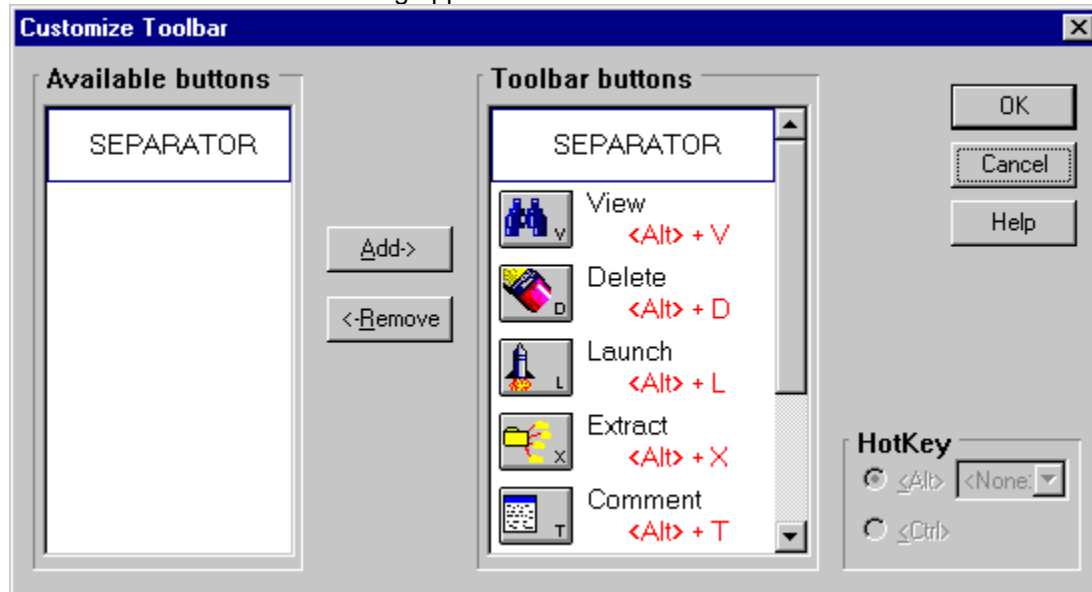 Customize Toolbar
Available buttons
SEPARATOR
Add->
<-Remove
Toolbar buttons
SEPARATOR
V
View
<Alt> + V
D
Delete
<Alt> + D
L
Launch
<Alt> + L
X
Extract
<Alt> + X
T
Comment
<Alt> + T
OK
Cancel
Help
HotKey
<Alt>
<None:
<Ctrl>